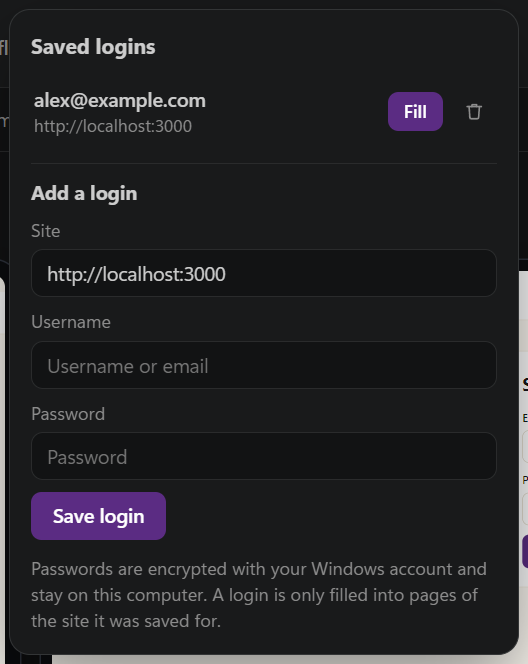 Saved logins
alex@example.com
http://localhost:3000
Fill
Add a login
Site
http://localhost:3000
Username
Username or email
Password
Password
Save login
Passwords are encrypted with your Windows account and
stay on this computer. A login is only filled into pages of
the site it was saved for.